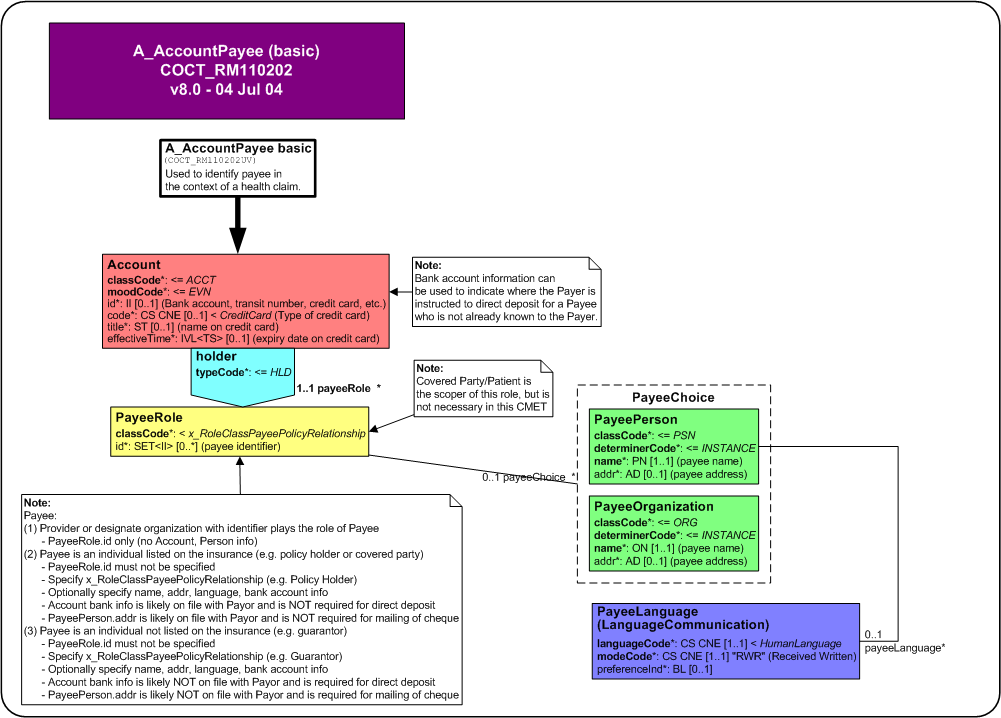 A_AccountPayee (basic)
COCT_RM110202
v8.0 - 04 Jul 04
A_AccountPayee basic
(COCT_RM110202UV)
Used to identify payee in
the context of a health claim.
Account
classCode*: <= ACCT
moodCode*: <= EVN
id*: II [0..1] (Bank account, transit number, credit card, etc.)
code*: CS CNE [0..1] < CreditCard (Type of credit card)
title*: ST [0..1] (name on credit card)
effectiveTime*: IVL<TS> [0..1] (expiry date on credit card)
Note:
Bank account information can
be used to indicate where the Payer is
instructed to direct deposit for a Payee
who is not already known to the Payer.
holder
typeCode*: <= HLD
1..1 payeeRole *
Note:
Covered Party/Patient is
the scoper of this role, but is
not necessary in this CMET
PayeeRole
classCode*: < x_RoleClassPayeePolicyRelationship
id*: SET<II> [0..*] (payee identifier)
0..1 payeeChoice *
PayeeChoice
PayeePerson
classCode*: <= PSN
determinerCode*: <= INSTANCE
name*: PN [1..1] (payee name)
addr*: AD [0..1] (payee address)
PayeeOrganization
classCode*: <= ORG
determinerCode*: <= INSTANCE
name*: ON [1..1] (payee name)
addr*: AD [0..1] (payee address)
PayeeLanguage
(LanguageCommunication)
languageCode*: CS CNE [1..1] < HumanLanguage
modeCode*: CS CNE [1..1] "RWR" (Received Written)
preferenceInd*: BL [0..1]
0..1
payeeLanguage*
Note:
Payee:
(1) Provider or designate organization with identifier plays the role of Payee
- PayeeRole.id only (no Account, Person info)
(2) Payee is an individual listed on the insurance (e.g. policy holder or covered party)
- PayeeRole.id must not be specified
- Specify x_RoleClassPayeePolicyRelationship (e.g. Policy Holder)
- Optionally specify name, addr, language, bank account info
- Account bank info is likely on file with Payor and is NOT required for direct deposit
- PayeePerson.addr is likely on file with Payor and is NOT required for mailing of cheque
(3) Payee is an individual not listed on the insurance (e.g. guarantor)
- PayeeRole.id must not be specified
- Specify x_RoleClassPayeePolicyRelationship (e.g. Guarantor)
- Optionally specify name, addr, language, bank account info
- Account bank info is likely NOT on file with Payor and is required for direct deposit
- PayeePerson.addr is likely NOT on file with Payor and is required for mailing of cheque